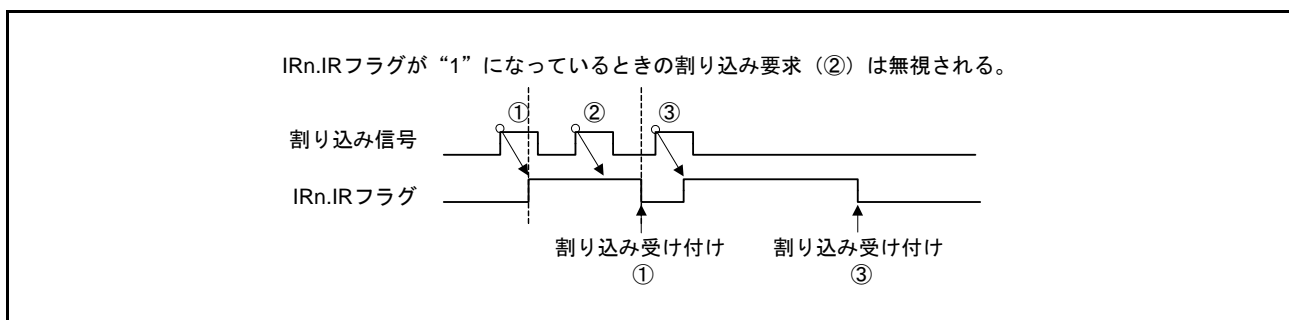 IRn.IRフラグが“1”になっているときの割り込み要求（②）は無視される。
① ② ③
割り込み信号
IRn.IRフラグ
割り込み受け付け 割り込み受け付け
① ③